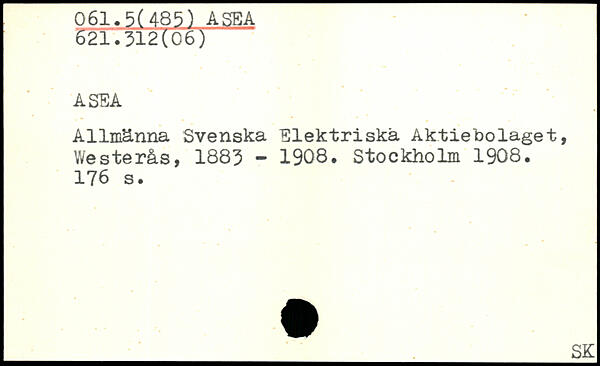 061.5(485) ASEA
621.312(06)
ASEA
Allmänna Svenska Elektriska Aktiebolaget,
Westerås, 1883 - 1908. Stockholm 1908.
176 s.
SK